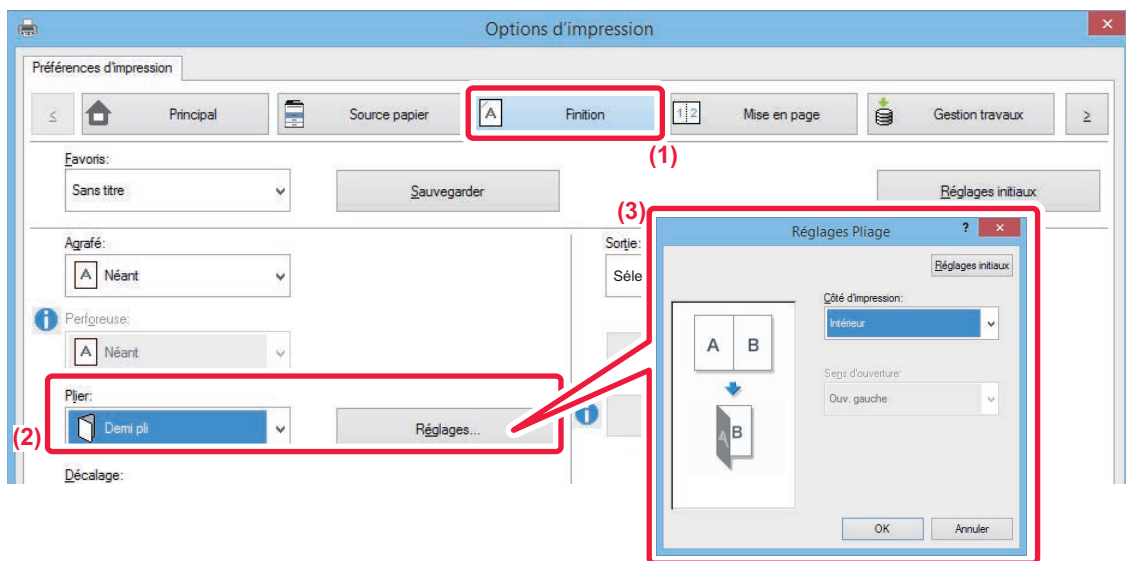 Options d'impression
Préférences d'impression
≤ Principal Source papier A Finition 1 2 Mise en page Gestion travaux ≥
(1)
Favoris:
Sans titre Sauvegarder Réglages initiaux
(3)
Agrafé: Sortie:
A Néant Séle
Perforeuse:
A Néant
Plier:
(2) Demi pli Réglages...
Décalage:
Réglages Pliage ?
Réglages initiaux
Côté d'impression:
Intérieur
A B
Sens d'ouverture:
Ouv. gauche
A B
OK Annuler